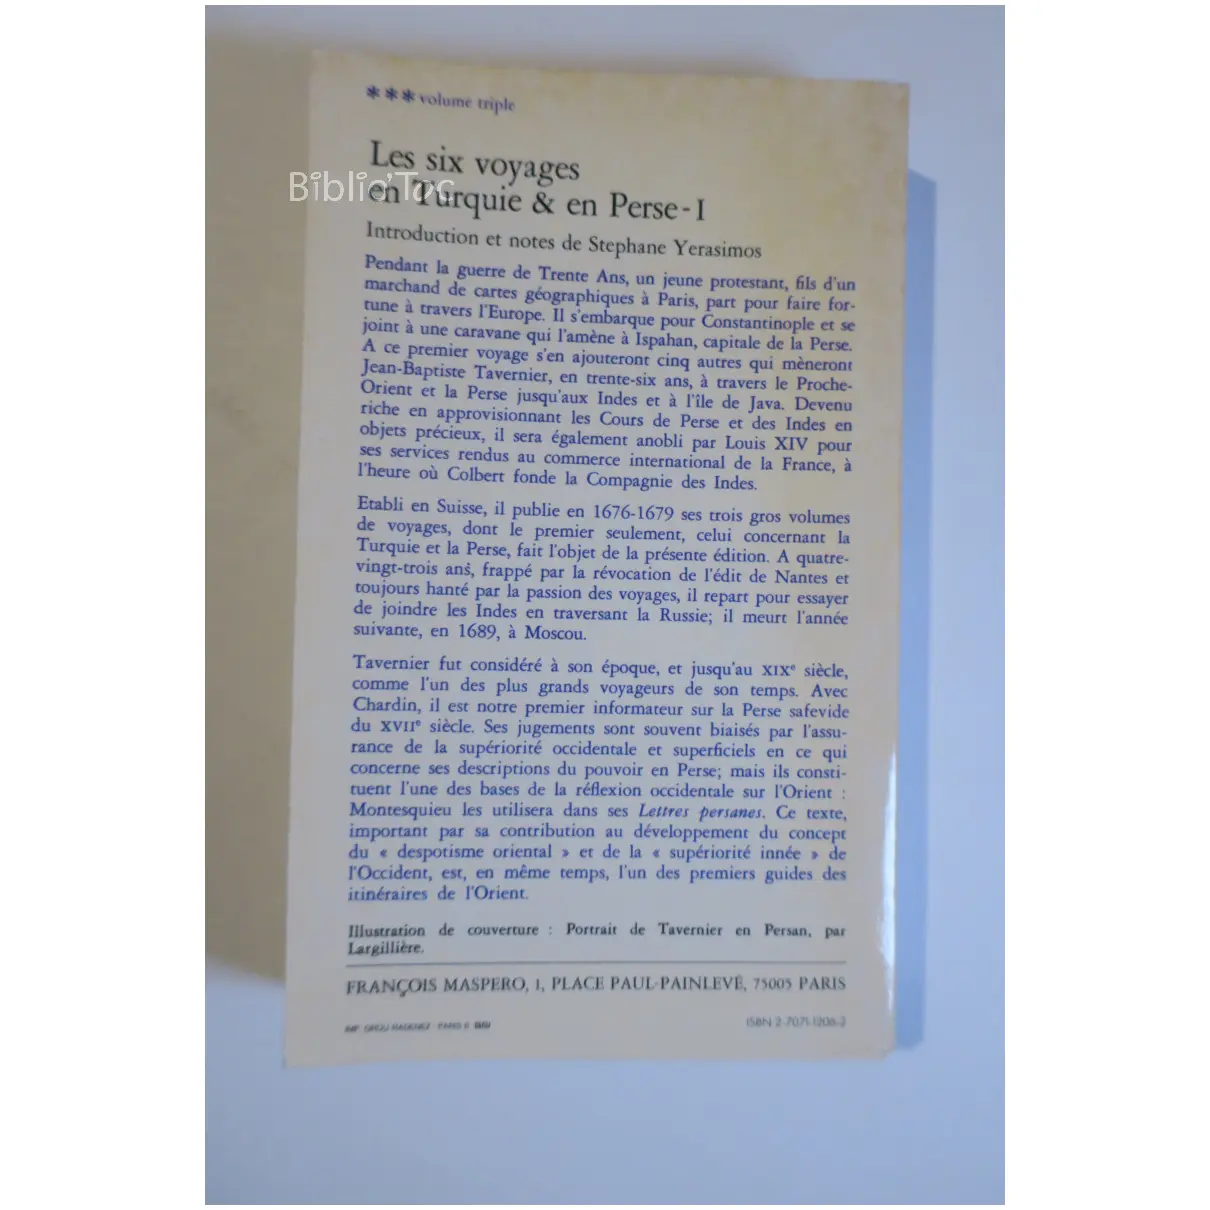 *** volume triple
Les six voyages
en Turquie & en Perse-I
Biblio'Toc
Introduction et notes de Stephane Yerasimos
Pendant la guerre de Trente Ans, un jeune protestant, fils d'un
marchand de cartes géographiques à Paris, part pour faire for-
tune à travers l'Europe. Il s'embarque pour Constantinople et se
joint à une caravane qui l'amène à Ispahan, capitale de la Perse.
A ce premier voyage s'en ajouteront cinq autres qui mèneront
Jean-Baptiste Tavernier, en trente-six ans, à travers le Proche-
Orient et la Perse jusqu'aux Indes et à l'île de Java. Devenu
riche en approvisionnant les Cours de Perse et des Indes en
objets précieux, il sera également anobli par Louis XIV pour
ses services rendus au commerce international de la France, à
l'heure où Colbert fonde la Compagnie des Indes.
Etabli en Suisse, il publie en 1676-1679 ses trois gros volumes
de voyages, dont le premier seulement, celui concernant la
Turquie et la Perse, fait l'objet de la présente édition. A quatre-
vingt-trois ans, frappé par la révocation de l'édit de Nantes et
toujours hanté par la passion des voyages, il repart pour essayer
de joindre les Indes en traversant la Russie; il meurt l'année
suivante, en 1689, à Moscou.
Tavernier fut considéré à son époque, et jusqu'au XIXe siècle,
comme l'un des plus grands voyageurs de son temps. Avec
Chardin, il est notre premier informateur sur la Perse safevide
du XVIIe siècle. Ses jugements sont souvent biaisés par l'assu-
rance de la supériorité occidentale et superficiels en ce qui
concerne ses descriptions du pouvoir en Perse; mais ils consti-
tuent l'une des bases de la réflexion occidentale sur l'Orient :
Montesquieu les utilisera dans ses Lettres persanes. Ce texte,
important par sa contribution au développement du concept
du « despotisme oriental » et de la « supériorité innée » de
l'Occident, est, en même temps, l'un des premiers guides des
itinéraires de l'Orient.
Illustration de couverture : Portrait de Tavernier en Persan, par
Largillière.
FRANÇOIS MASPERO, 1, PLACE PAUL-PAINLEVÉ, 75005 PARIS
ISBN 2-7071-1206-2